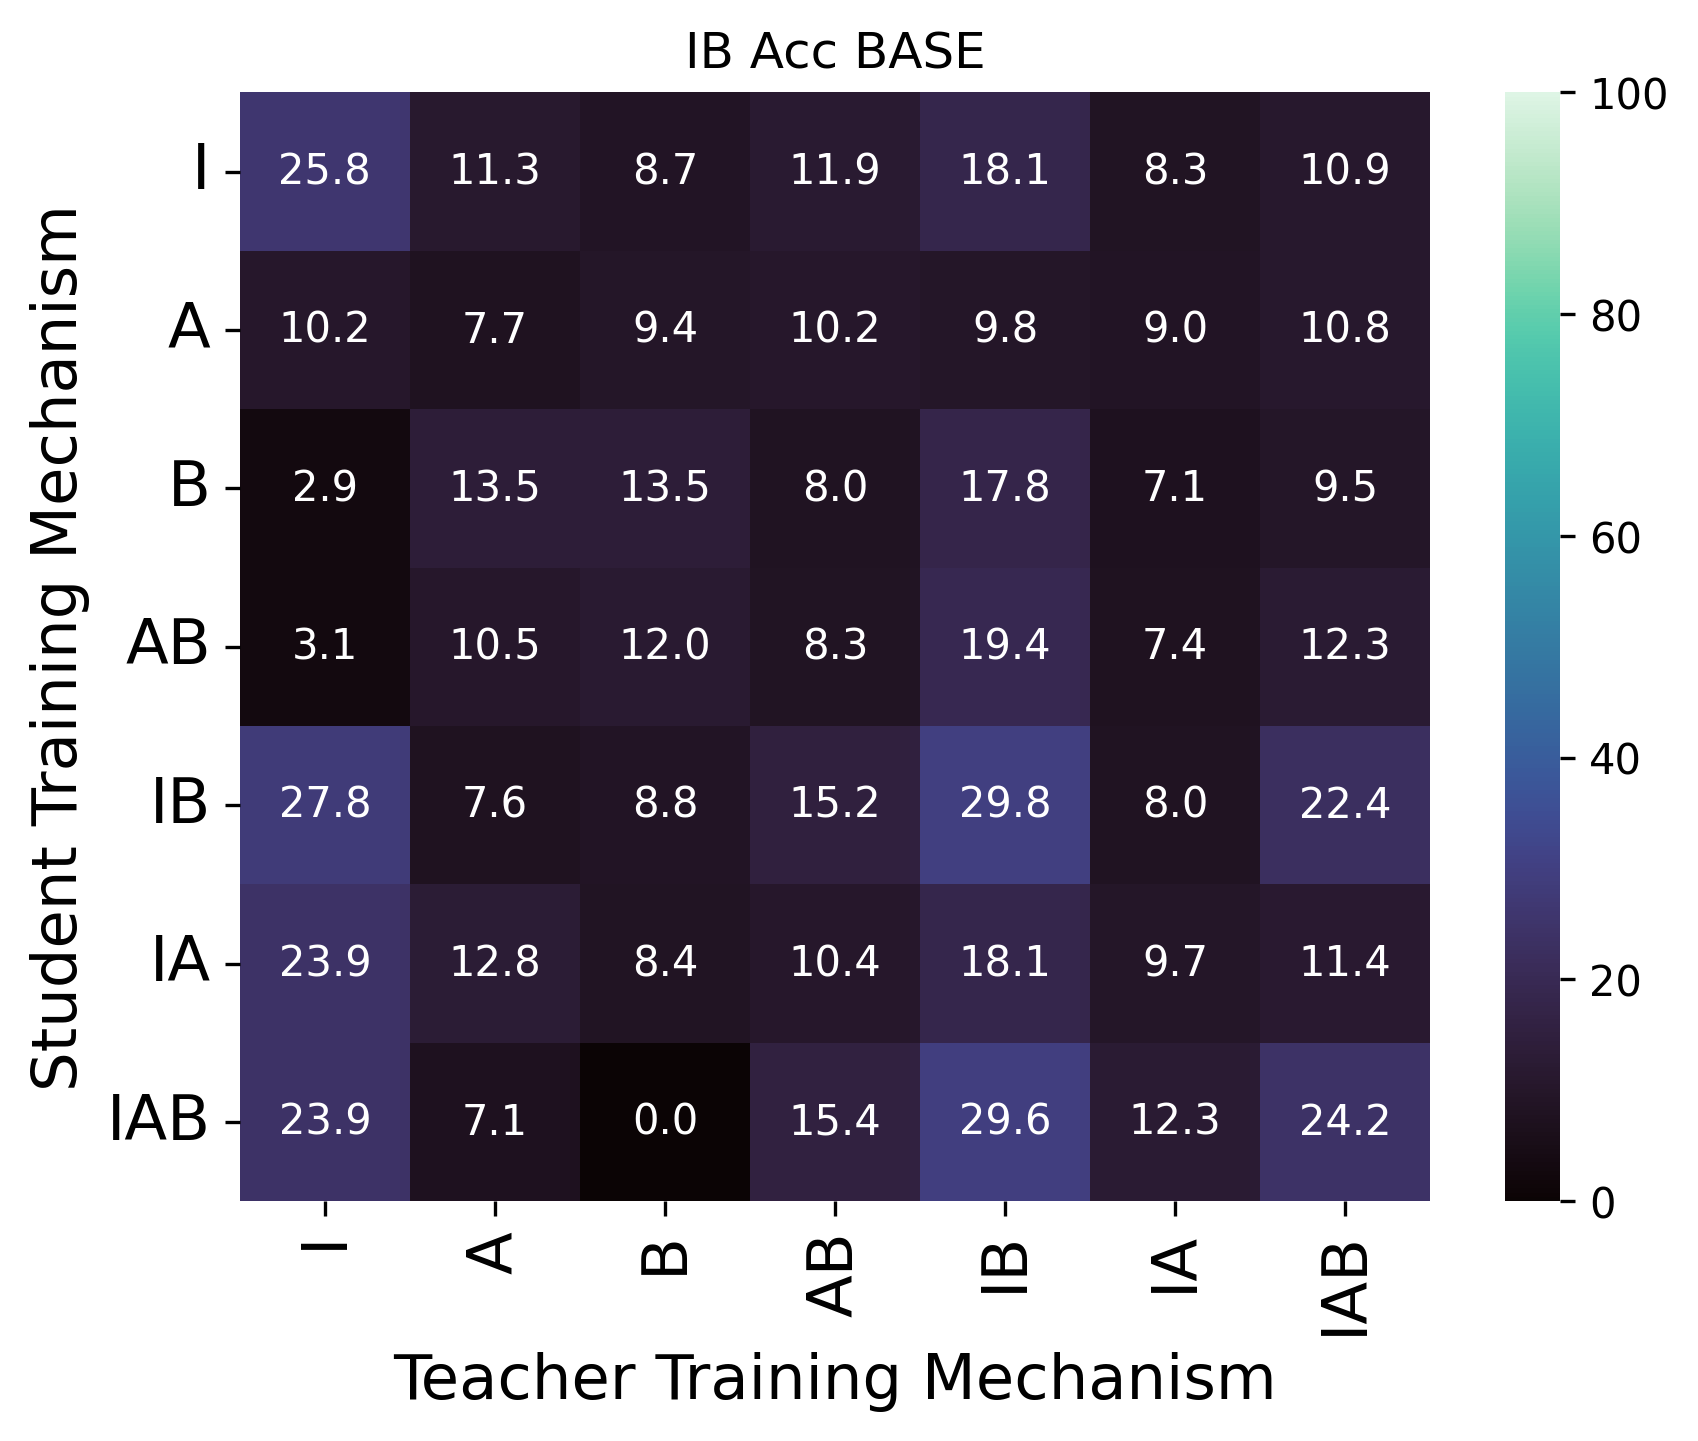 IB Acc BASE
Student Training Mechanism
I 25.8 11.3 8.7 11.9 18.1 8.3 10.9
A 10.2 7.7 9.4 10.2 9.8 9.0 10.8
B 2.9 13.5 13.5 8.0 17.8 7.1 9.5
AB 3.1 10.5 12.0 8.3 19.4 7.4 12.3
IB 27.8 7.6 8.8 15.2 29.8 8.0 22.4
IA 23.9 12.8 8.4 10.4 18.1 9.7 11.4
IAB 23.9 7.1 0.0 15.4 29.6 12.3 24.2
I A B AB IB IA IAB
Teacher Training Mechanism
100
80
60
40
20
0